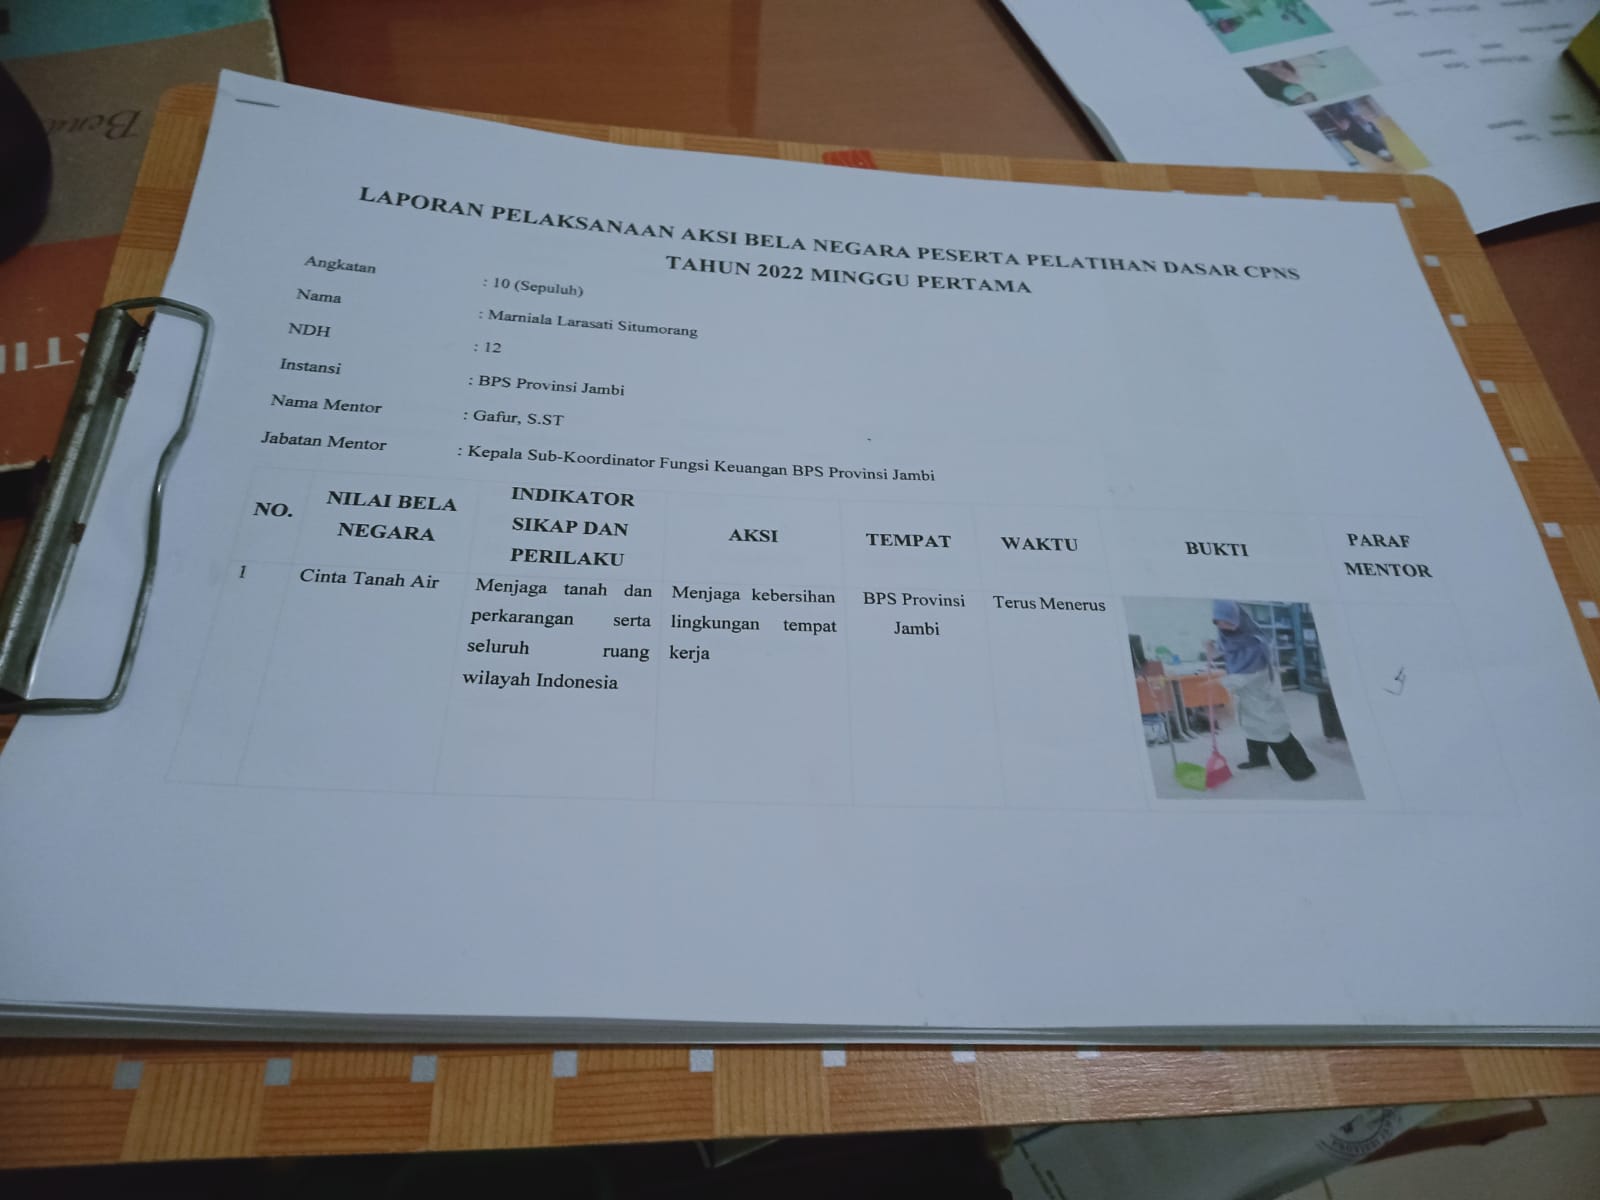 LAPORAN PELAKSANAAN AKSI BELA NEGARA PESERTA PELATIHAN DASAR CPNS
TAHUN 2022 MINGGU PERTAMA
Angkatan : 10 (Sepuluh)
Nama : Marniala Larasati Situmorang
NDH : 12
Instansi : BPS Provinsi Jambi
Nama Mentor : Gafur, S.ST
Jabatan Mentor : Kepala Sub-Koordinator Fungsi Keuangan BPS Provinsi Jambi
NO.
NILAI BELA
NEGARA
INDIKATOR
SIKAP DAN
PERILAKU
AKSI
TEMPAT
WAKTU
BUKTI
PARAF
MENTOR
1
Cinta Tanah Air
Menjaga tanah dan
perkarangan serta
seluruh ruang
wilayah Indonesia
Menjaga kebersihan
lingkungan tempat
kerja
BPS Provinsi
Jambi
Terus Menerus